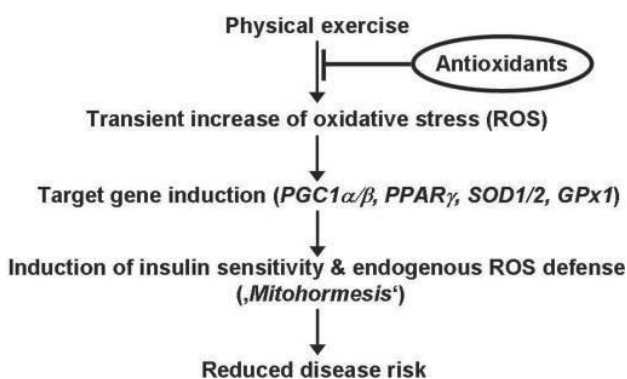 Physical exercise
Antioxidants
Transient increase of oxidative stress (ROS)
Target gene induction (PGC1α/β, PPARγ, SOD1/2, GPx1)
Induction of insulin sensitivity & endogenous ROS defense
(‚Mitohormesis‘)
Reduced disease risk